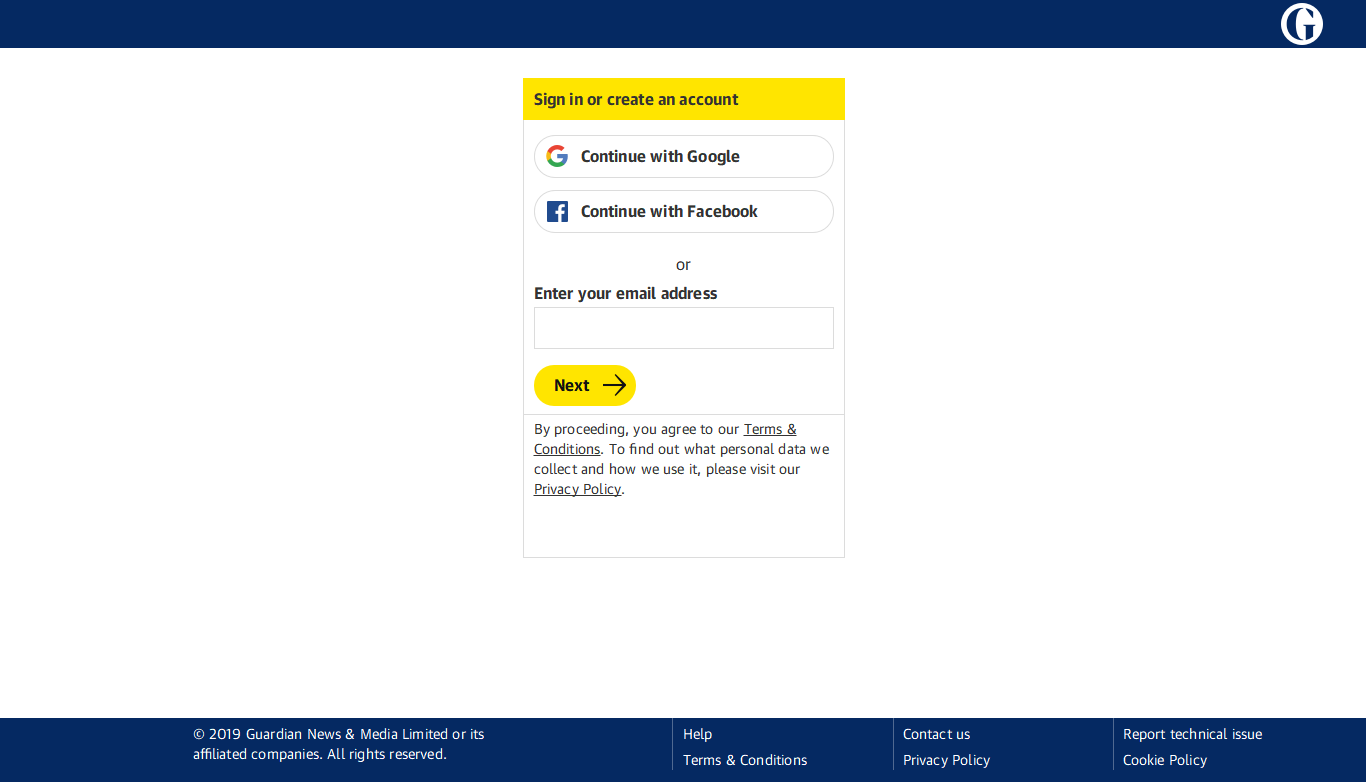 Sign in or create an account
Continue with Google
Continue with Facebook
or
Enter your email address
Next
By proceeding, you agree to our Terms &
Conditions. To find out what personal data we
collect and how we use it, please visit our
Privacy Policy.
© 2019 Guardian News & Media Limited or its
affiliated companies. All rights reserved.
Help
Terms & Conditions
Contact us
Privacy Policy
Report technical issue
Cookie Policy